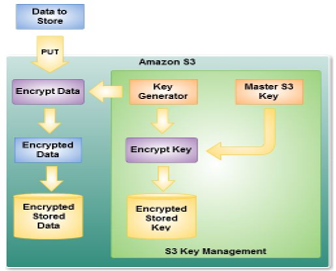 Data to
Store
PUT
Amazon S3
Encrypt Data
Key
Generator
Master S3
Key
Encrypted
Data
Encrypt Key
Encrypted
Stored
Data
Encrypted
Stored
Key
S3 Key Management